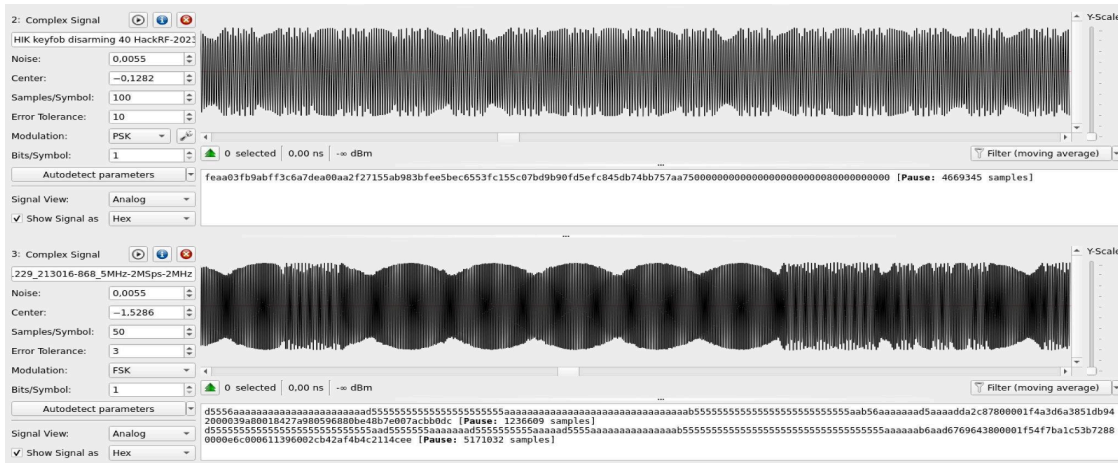 2: Complex Signal
HIK keyfob disarming 40 HackRF-2023
Noise: 0,0055
Center: −0,1282
Samples/Symbol: 100
Error Tolerance: 10
Modulation: PSK
Bits/Symbol: 1
Autodetect parameters
Signal View: Analog
Show Signal as Hex
Y-Scale
0 selected 0,00 ns -∞ dBm
Filter (moving average)
feaa03fb9abff3c6a7dea00aa2f27155ab983bfee5bec6553fc155c07bd9b90fd5efc845db74bb757aa75000000000000000000000000080000000000 [Pause: 4669345 samples]
3: Complex Signal
.229_213016-868_5MHz-2MSps-2MHz
Noise: 0,0055
Center: −1,5286
Samples/Symbol: 50
Error Tolerance: 3
Modulation: FSK
Bits/Symbol: 1
Autodetect parameters
Signal View: Analog
Show Signal as Hex
Y-Scale
0 selected 0,00 ns -∞ dBm
Filter (moving average)
2000039a80018427a980596880be48b7e007acbb0dc [Pause: 1236609 samples]
0000e6c000611396002cb42af4b4c2114cee [Pause: 5171032 samples]